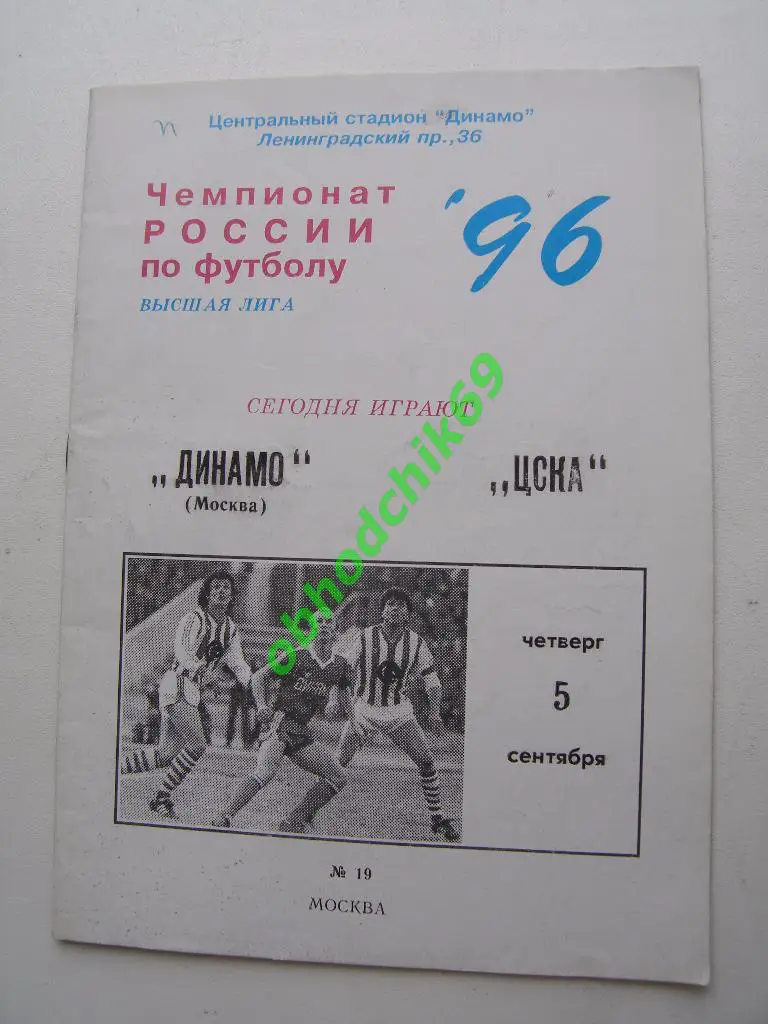 Центральный стадион "Динамо"
Ленинградский пр.,36
Чемпионат
РОССИИ
по футболу
'96
ВЫСШАЯ ЛИГА
СЕГОДНЯ ИГРАЮТ
„ДИНАМО“
(Москва)
„ЦСКА“
четверг
5
сентября
№ 19
МОСКВА
obhodchik69